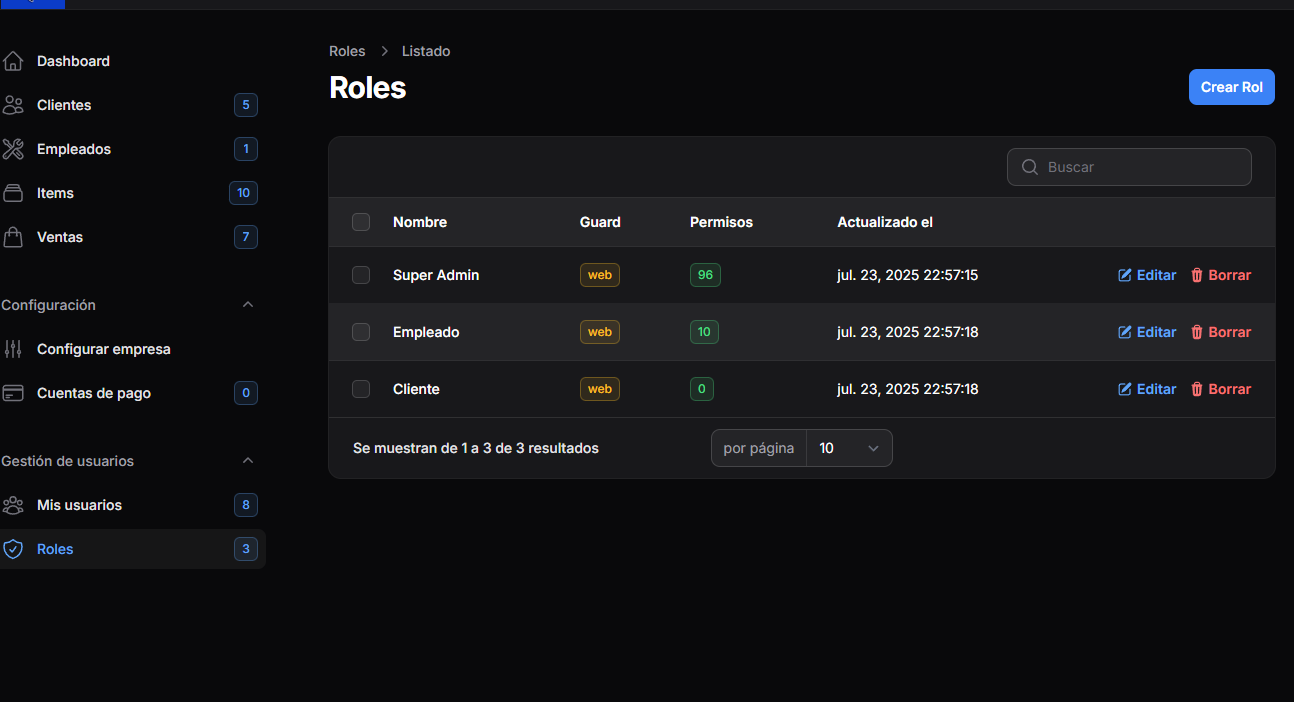 Dashboard
Clientes 5
Empleados 1
Items 10
Ventas 7
Configuración
Configurar empresa
Cuentas de pago 0
Gestión de usuarios
Mis usuarios 8
Roles 3
Roles > Listado
Roles
Crear Rol
Buscar
Nombre Guard Permisos Actualizado el
Super Admin web 96 jul. 23, 2025 22:57:15 Editar Borrar
Empleado web 10 jul. 23, 2025 22:57:18 Editar Borrar
Cliente web 0 jul. 23, 2025 22:57:18 Editar Borrar
Se muestran de 1 a 3 de 3 resultados por página 10